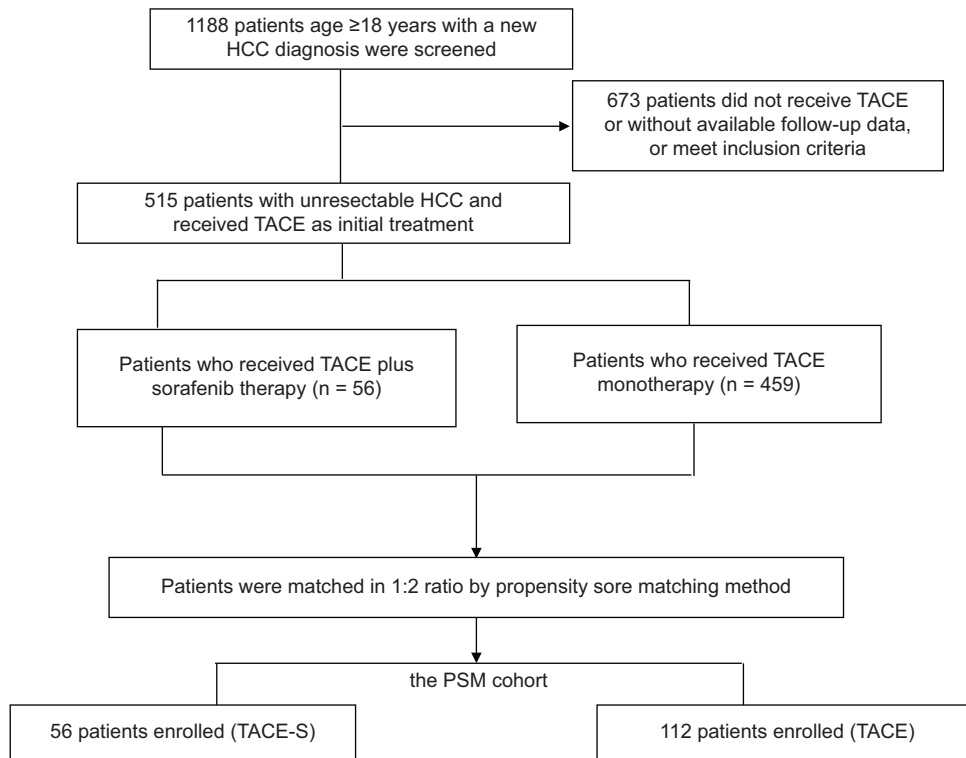 1188 patients age ≥18 years with a new
HCC diagnosis were screened
673 patients did not receive TACE
or without available follow-up data,
or meet inclusion criteria
515 patients with unresectable HCC and
received TACE as initial treatment
Patients who received TACE plus
sorafenib therapy (n = 56)
Patients who received TACE
monotherapy (n = 459)
Patients were matched in 1:2 ratio by propensity sore matching method
the PSM cohort
56 patients enrolled (TACE-S)
112 patients enrolled (TACE)